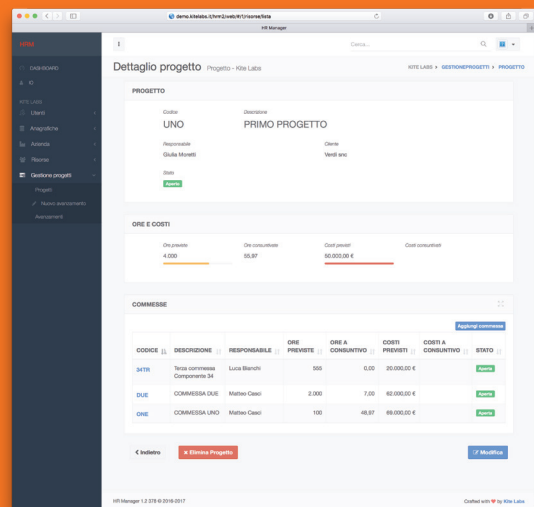 demo.kitelabs.it/hrm2/web/#/1/risorse/lista
HR Manager
HRM
Cerca...
Dettaglio progetto Progetto - Kite Labs
KITE LABS > GESTIONEPROGETTI > PROGETTO
DASHBOARD
IO
KITE LABS
Utenti
Anagrafiche
Azienda
Risorse
Gestione progetti
Progetti
Nuovo avanzamento
Avanzamenti
PROGETTO
Codice Descrizione
UNO PRIMO PROGETTO
Responsabile Cliente
Giulia Moretti Verdi snc
Stato
Aperto
ORE E COSTI
Ore previste Ore consuntivate Costi previsti Costi consuntivati
4.000 55,97 50.000,00 €
COMMESSE
Aggiungi commessa
CODICE DESCRIZIONE RESPONSABILE ORE PREVISTE ORE A CONSUNTIVO COSTI PREVISTI COSTI A CONSUNTIVO STATO
34TR Terza commessa Componente 34 Luca Bianchi 555 0,00 20.000,00 € Aperta
DUE COMMESSA DUE Matteo Casci 2.000 7,00 60.000,00 € Aperta
ONE COMMESSA UNO Matteo Casci 100 48,97 69.000,00 € Aperta
Indietro
Elimina Progetto
Modifica
HR Manager 1.2 378 © 2016-2017
Crafted with ❤ by Kite Labs